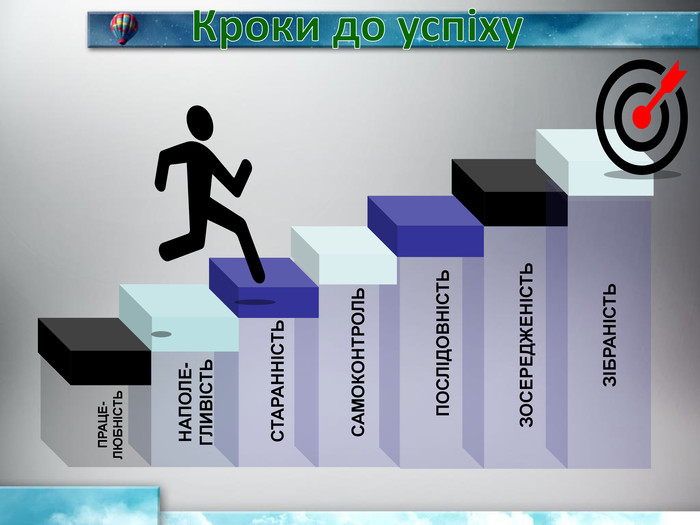 Кроки до успіху
ПРАЦЕ-
ЛЮБНІСТЬ
НАПОЛЕ-
ГЛИВІСТЬ
СТАРАННІСТЬ
САМОКОНТРОЛЬ
ПОСЛІДОВНІСТЬ
ЗОСЕРЕДЖЕНІСТЬ
ЗІБРАНІСТЬ